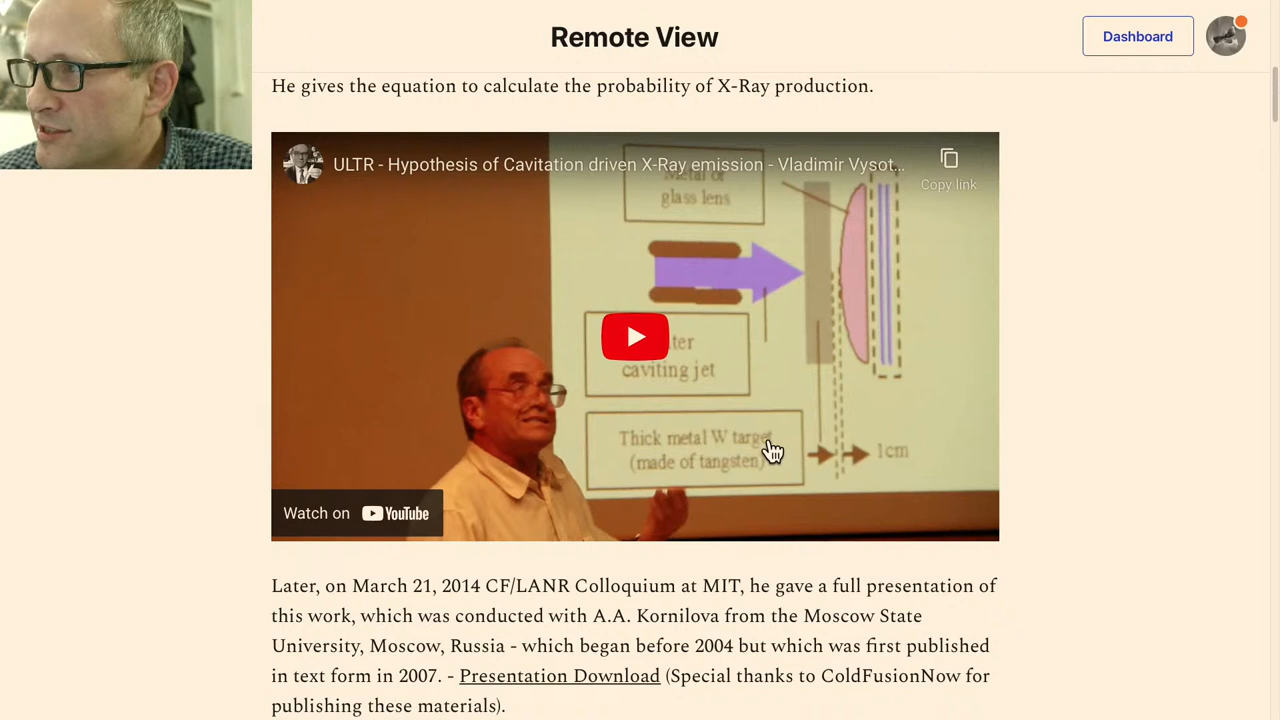 Remote View
Dashboard
He gives the equation to calculate the probability of X-Ray production.
ULTR - Hypothesis of Cavitation driven X-Ray emission - Vladimir Vysot...
Copy link
glass lens
caviting jet
Thick metal W target
(made of tangsten)
1cm
Watch on YouTube
Later, on March 21, 2014 CF/LANR Colloquium at MIT, he gave a full presentation of
this work, which was conducted with A.A. Kornilova from the Moscow State
University, Moscow, Russia - which began before 2004 but which was first published
in text form in 2007. - Presentation Download (Special thanks to ColdFusionNow for
publishing these materials).